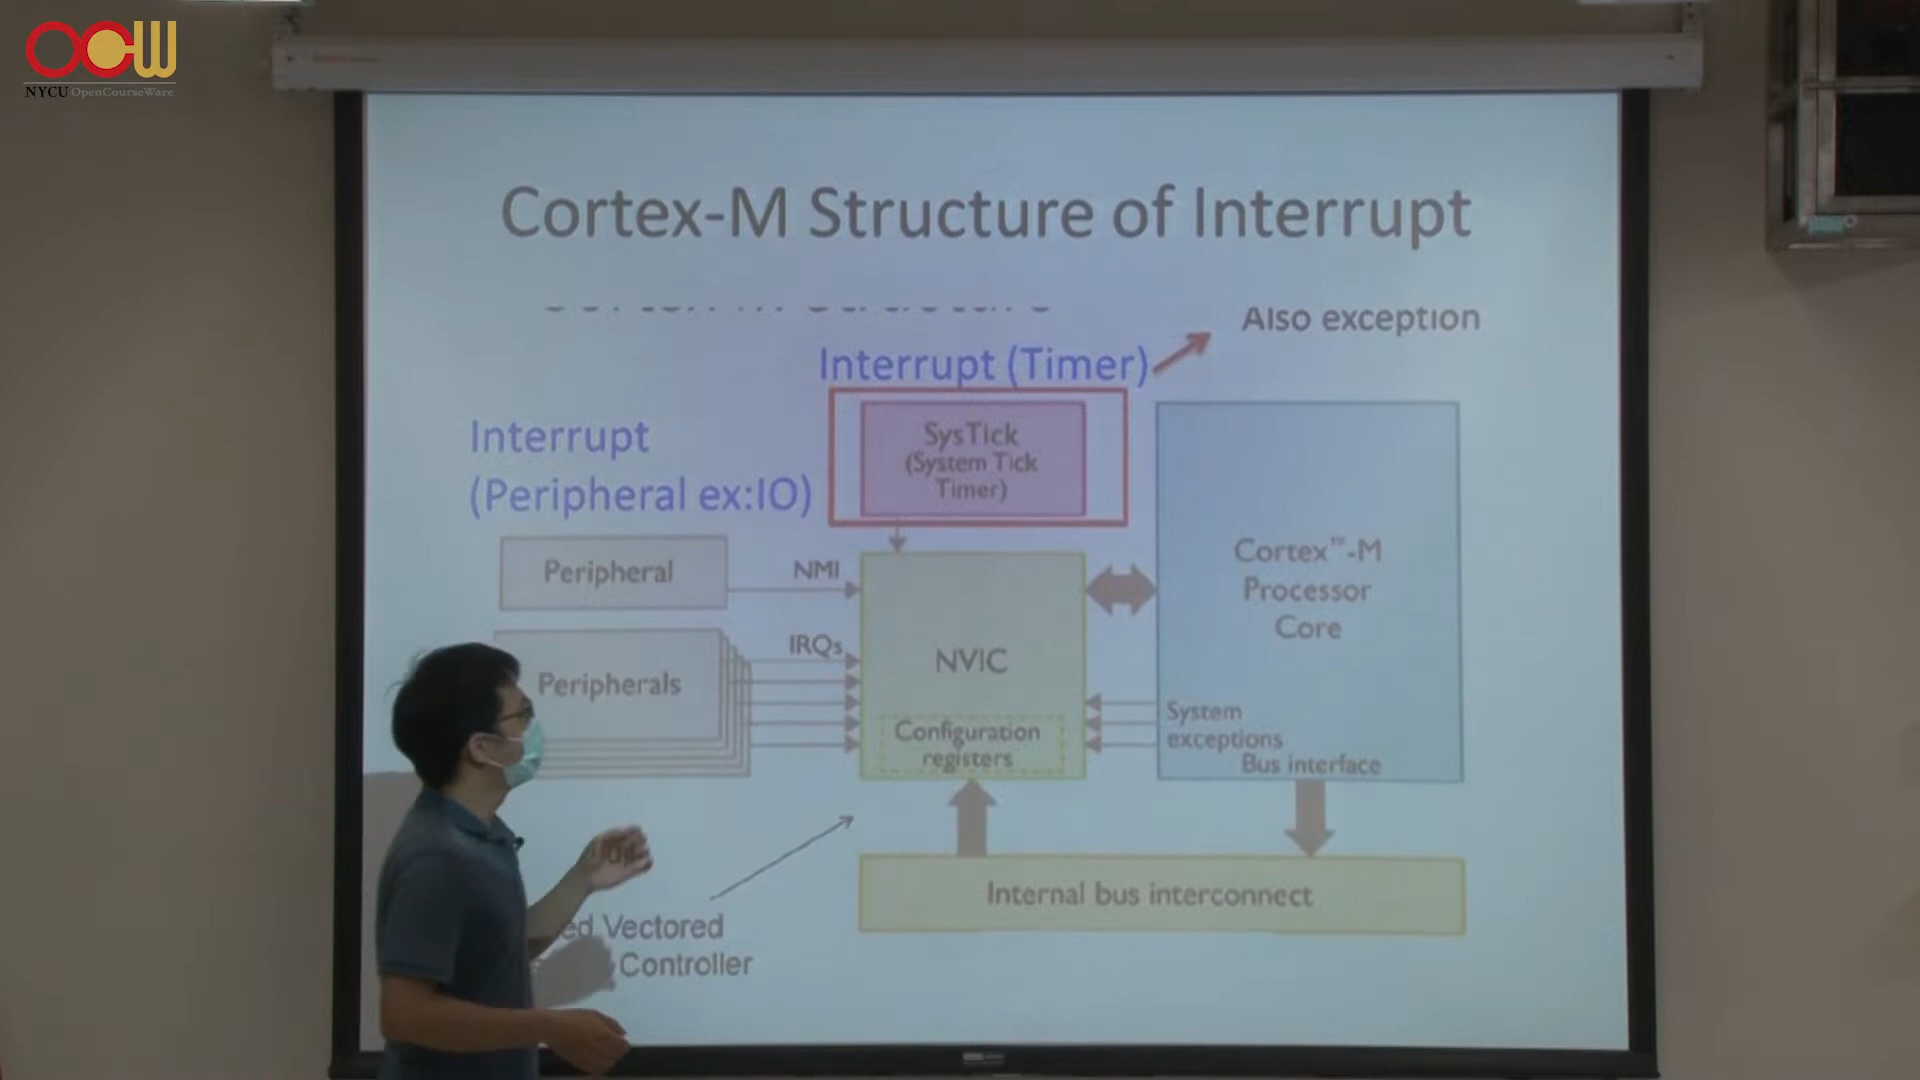 OCW
NYCU OpenCourseWare
Cortex-M Structure of Interrupt
Also exception
Interrupt (Timer)
Interrupt
(Peripheral ex:IO)
SysTick
(System Tick
Timer)
Peripheral
NMI
IRQs
Peripherals
NVIC
Configuration
registers
Cortex™-M
Processor
Core
System
exceptions
Bus interface
Internal bus interconnect
Vectored
Controller